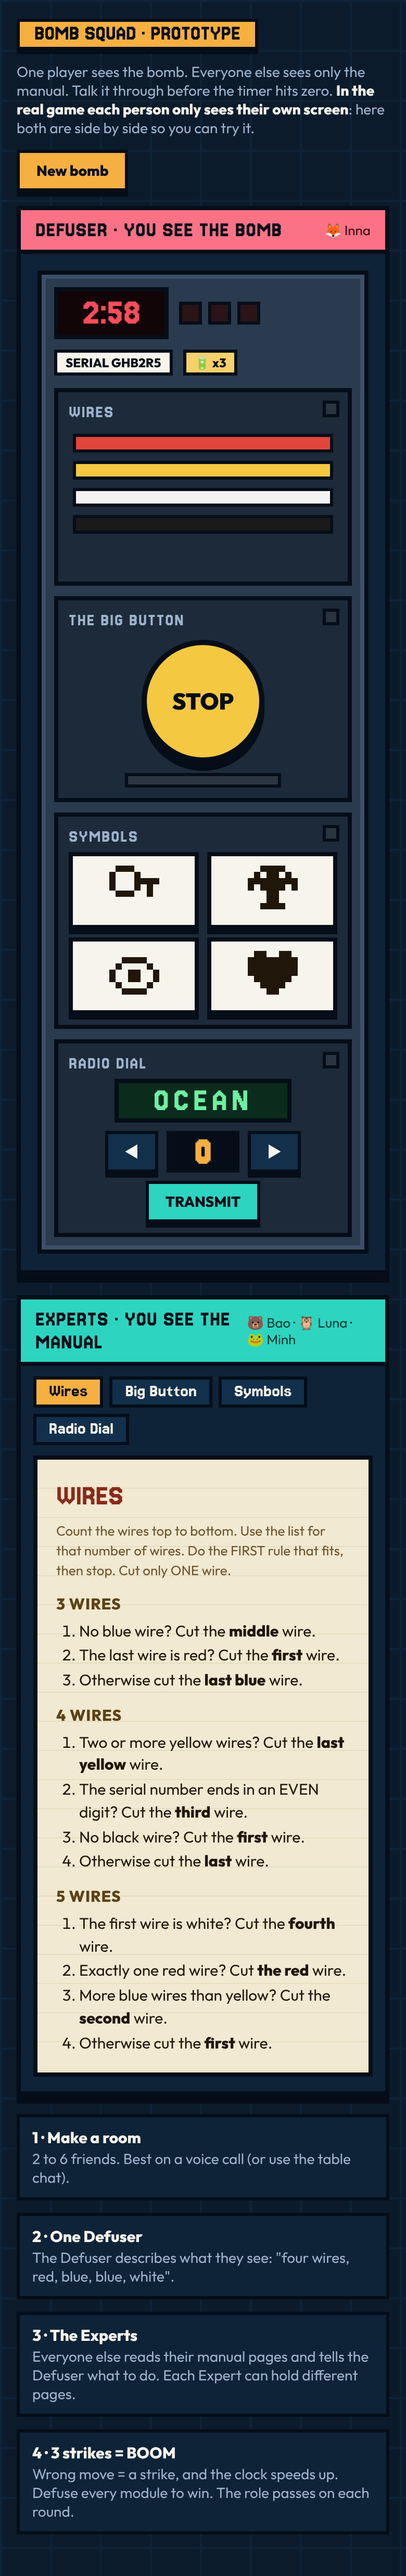 BOMB SQUAD · PROTOTYPE
One player sees the bomb. Everyone else sees only the
manual. Talk it through before the timer hits zero. In the
real game each person only sees their own screen: here
both are side by side so you can try it.
New bomb
DEFUSER · YOU SEE THE BOMB
🦊 Inna
2:58
SERIAL GHB2R5
🔋 x3
WIRES
THE BIG BUTTON
STOP
SYMBOLS
RADIO DIAL
OCEAN
◀ 0 ▶
TRANSMIT
EXPERTS · YOU SEE THE
MANUAL
🐻 Bao · 🦉 Luna ·
🐸 Minh
Wires
Big Button
Symbols
Radio Dial
WIRES
Count the wires top to bottom. Use the list for
that number of wires. Do the FIRST rule that fits,
then stop. Cut only ONE wire.
3 WIRES
1. No blue wire? Cut the middle wire.
2. The last wire is red? Cut the first wire.
3. Otherwise cut the last blue wire.
4 WIRES
1. Two or more yellow wires? Cut the last
yellow wire.
2. The serial number ends in an EVEN
digit? Cut the third wire.
3. No black wire? Cut the first wire.
4. Otherwise cut the last wire.
5 WIRES
1. The first wire is white? Cut the fourth
wire.
2. Exactly one red wire? Cut the red wire.
3. More blue wires than yellow? Cut the
second wire.
4. Otherwise cut the first wire.
1 · Make a room
2 to 6 friends. Best on a voice call (or use the table
chat).
2 · One Defuser
The Defuser describes what they see: "four wires,
red, blue, blue, white".
3 · The Experts
Everyone else reads their manual pages and tells the
Defuser what to do. Each Expert can hold different
pages.
4 · 3 strikes = BOOM
Wrong move = a strike, and the clock speeds up.
Defuse every module to win. The role passes on each
round.